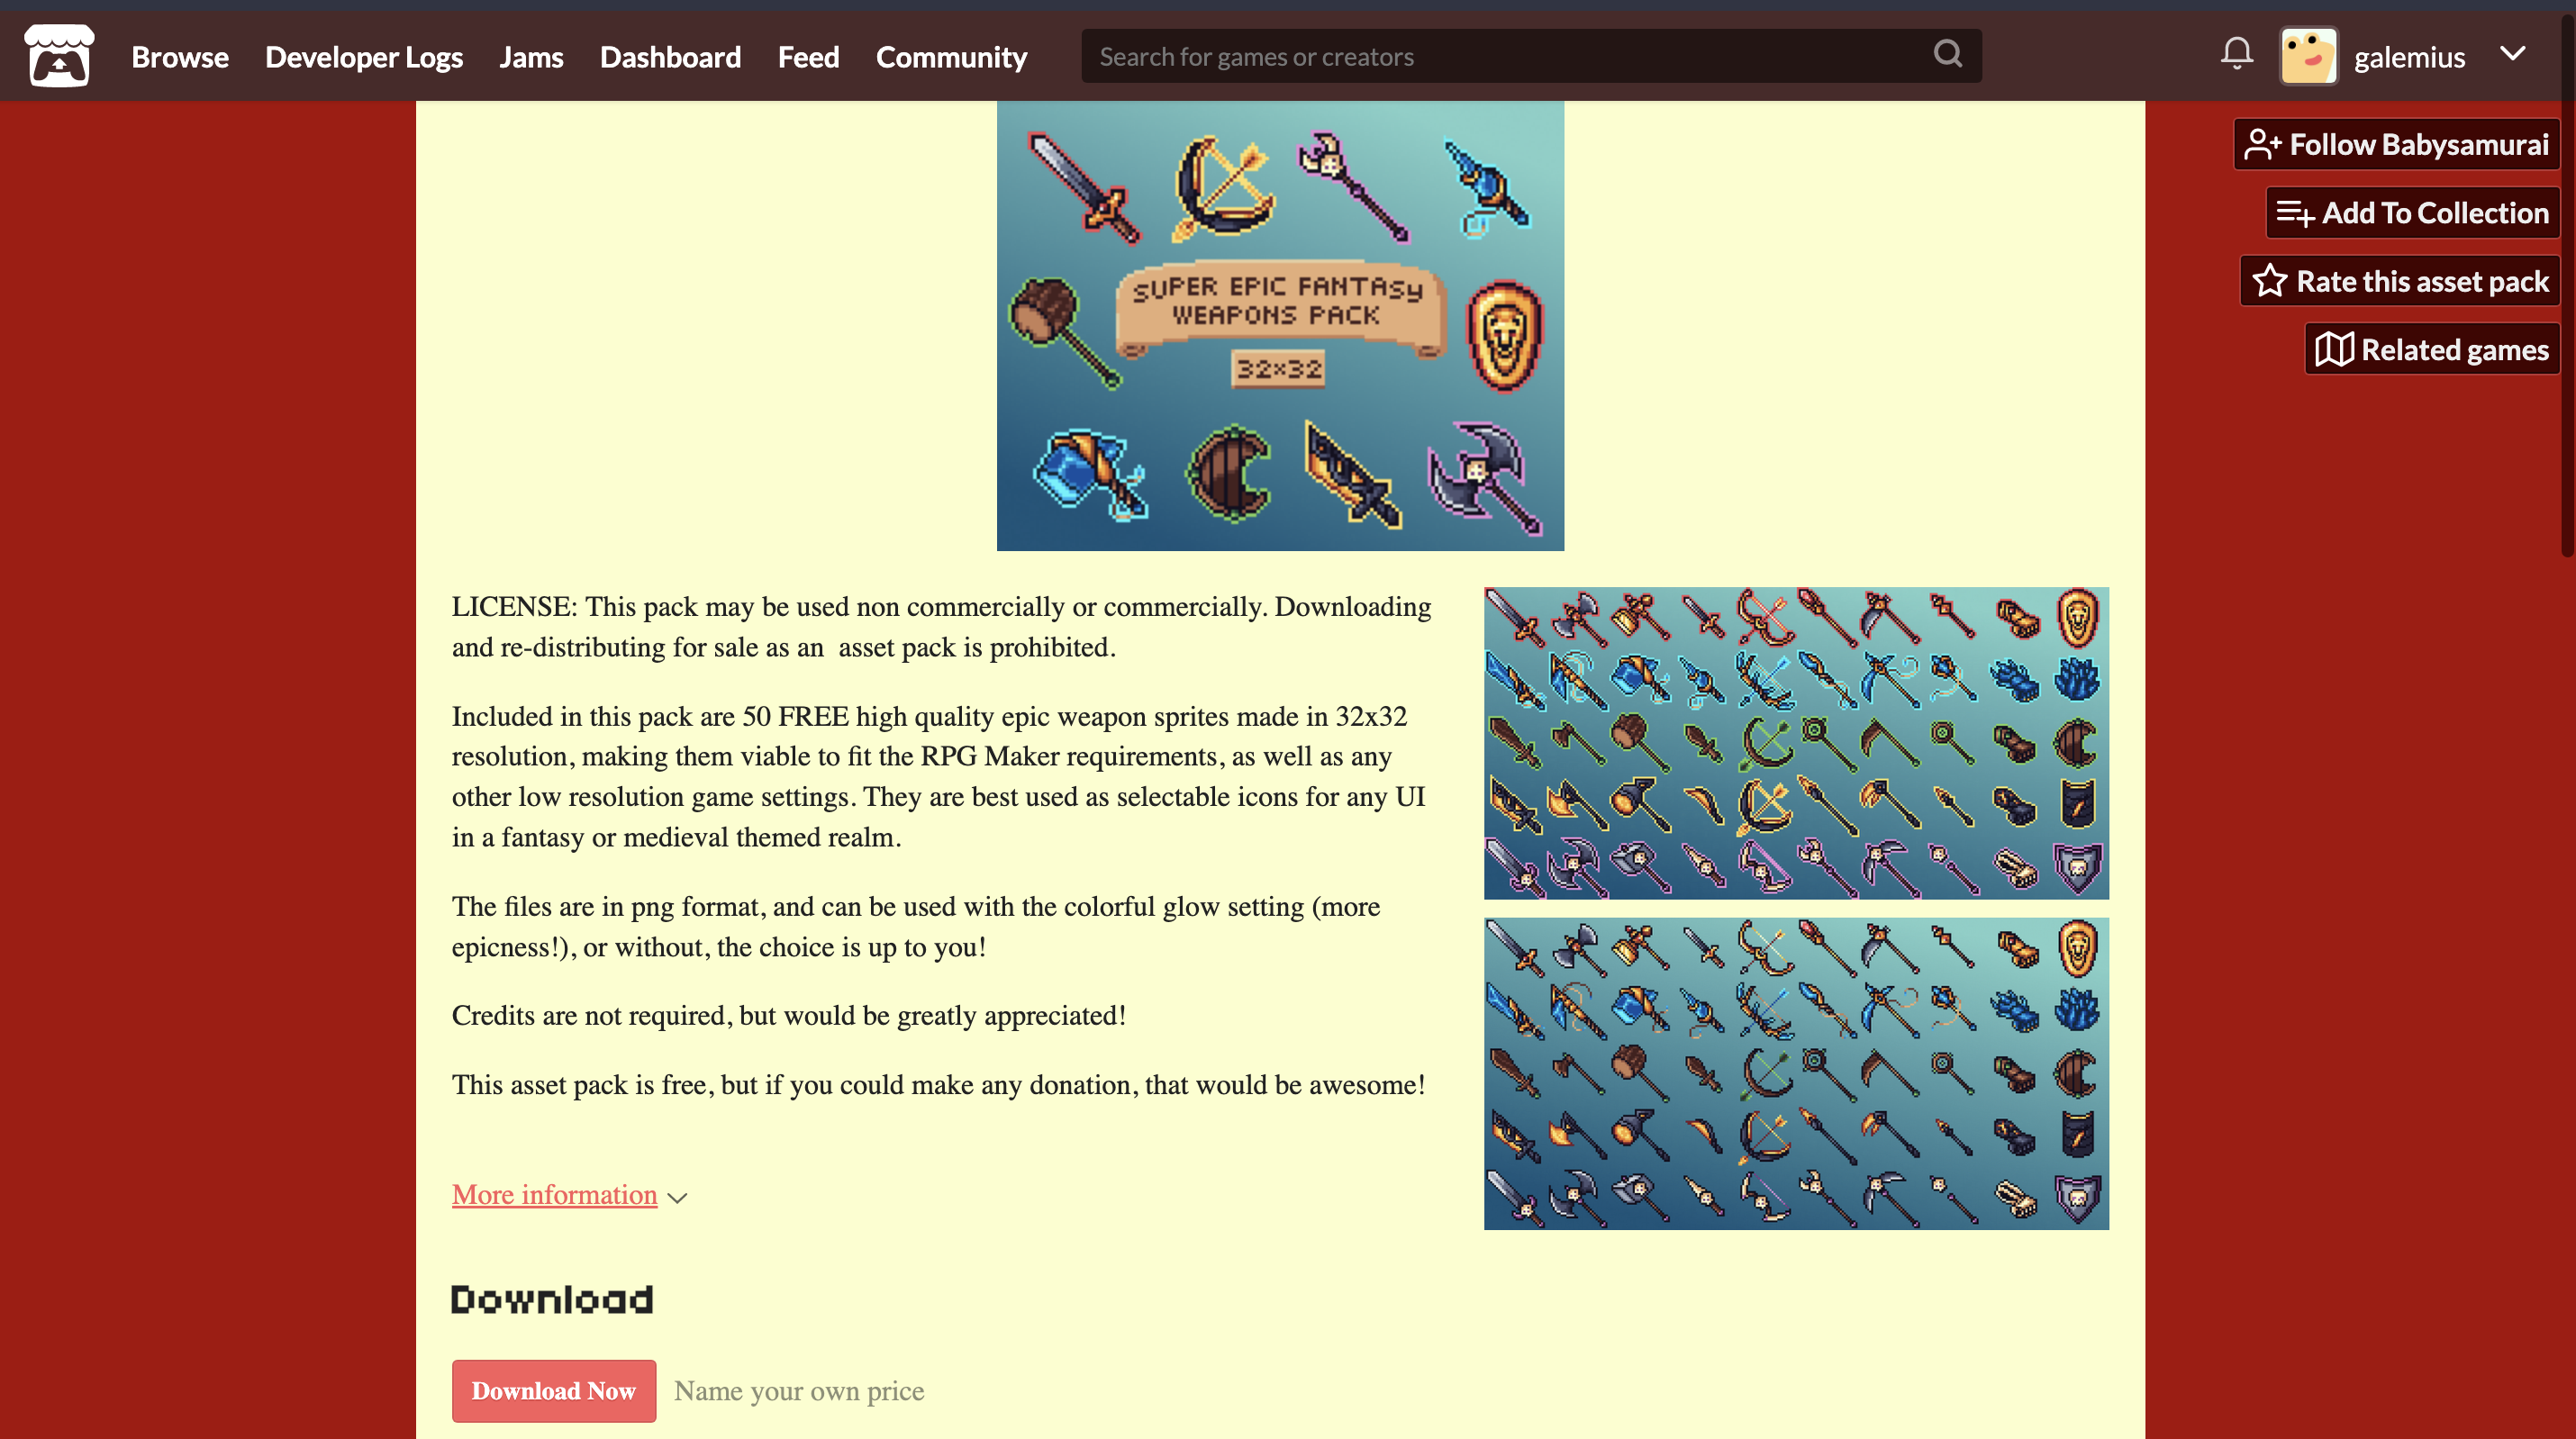 Browse Developer Logs Jams Dashboard Feed Community Search for games or creators galemius
Follow Babysamurai
Add To Collection
Rate this asset pack
Related games
SUPER EPIC FANTASY
WEAPONS PACK
32×32
LICENSE: This pack may be used non commercially or commercially. Downloading
and re-distributing for sale as an  asset pack is prohibited.
Included in this pack are 50 FREE high quality epic weapon sprites made in 32x32
resolution, making them viable to fit the RPG Maker requirements, as well as any
other low resolution game settings. They are best used as selectable icons for any UI
in a fantasy or medieval themed realm.
The files are in png format, and can be used with the colorful glow setting (more
epicness!), or without, the choice is up to you!
Credits are not required, but would be greatly appreciated!
This asset pack is free, but if you could make any donation, that would be awesome!
More information
Download
Download Now Name your own price